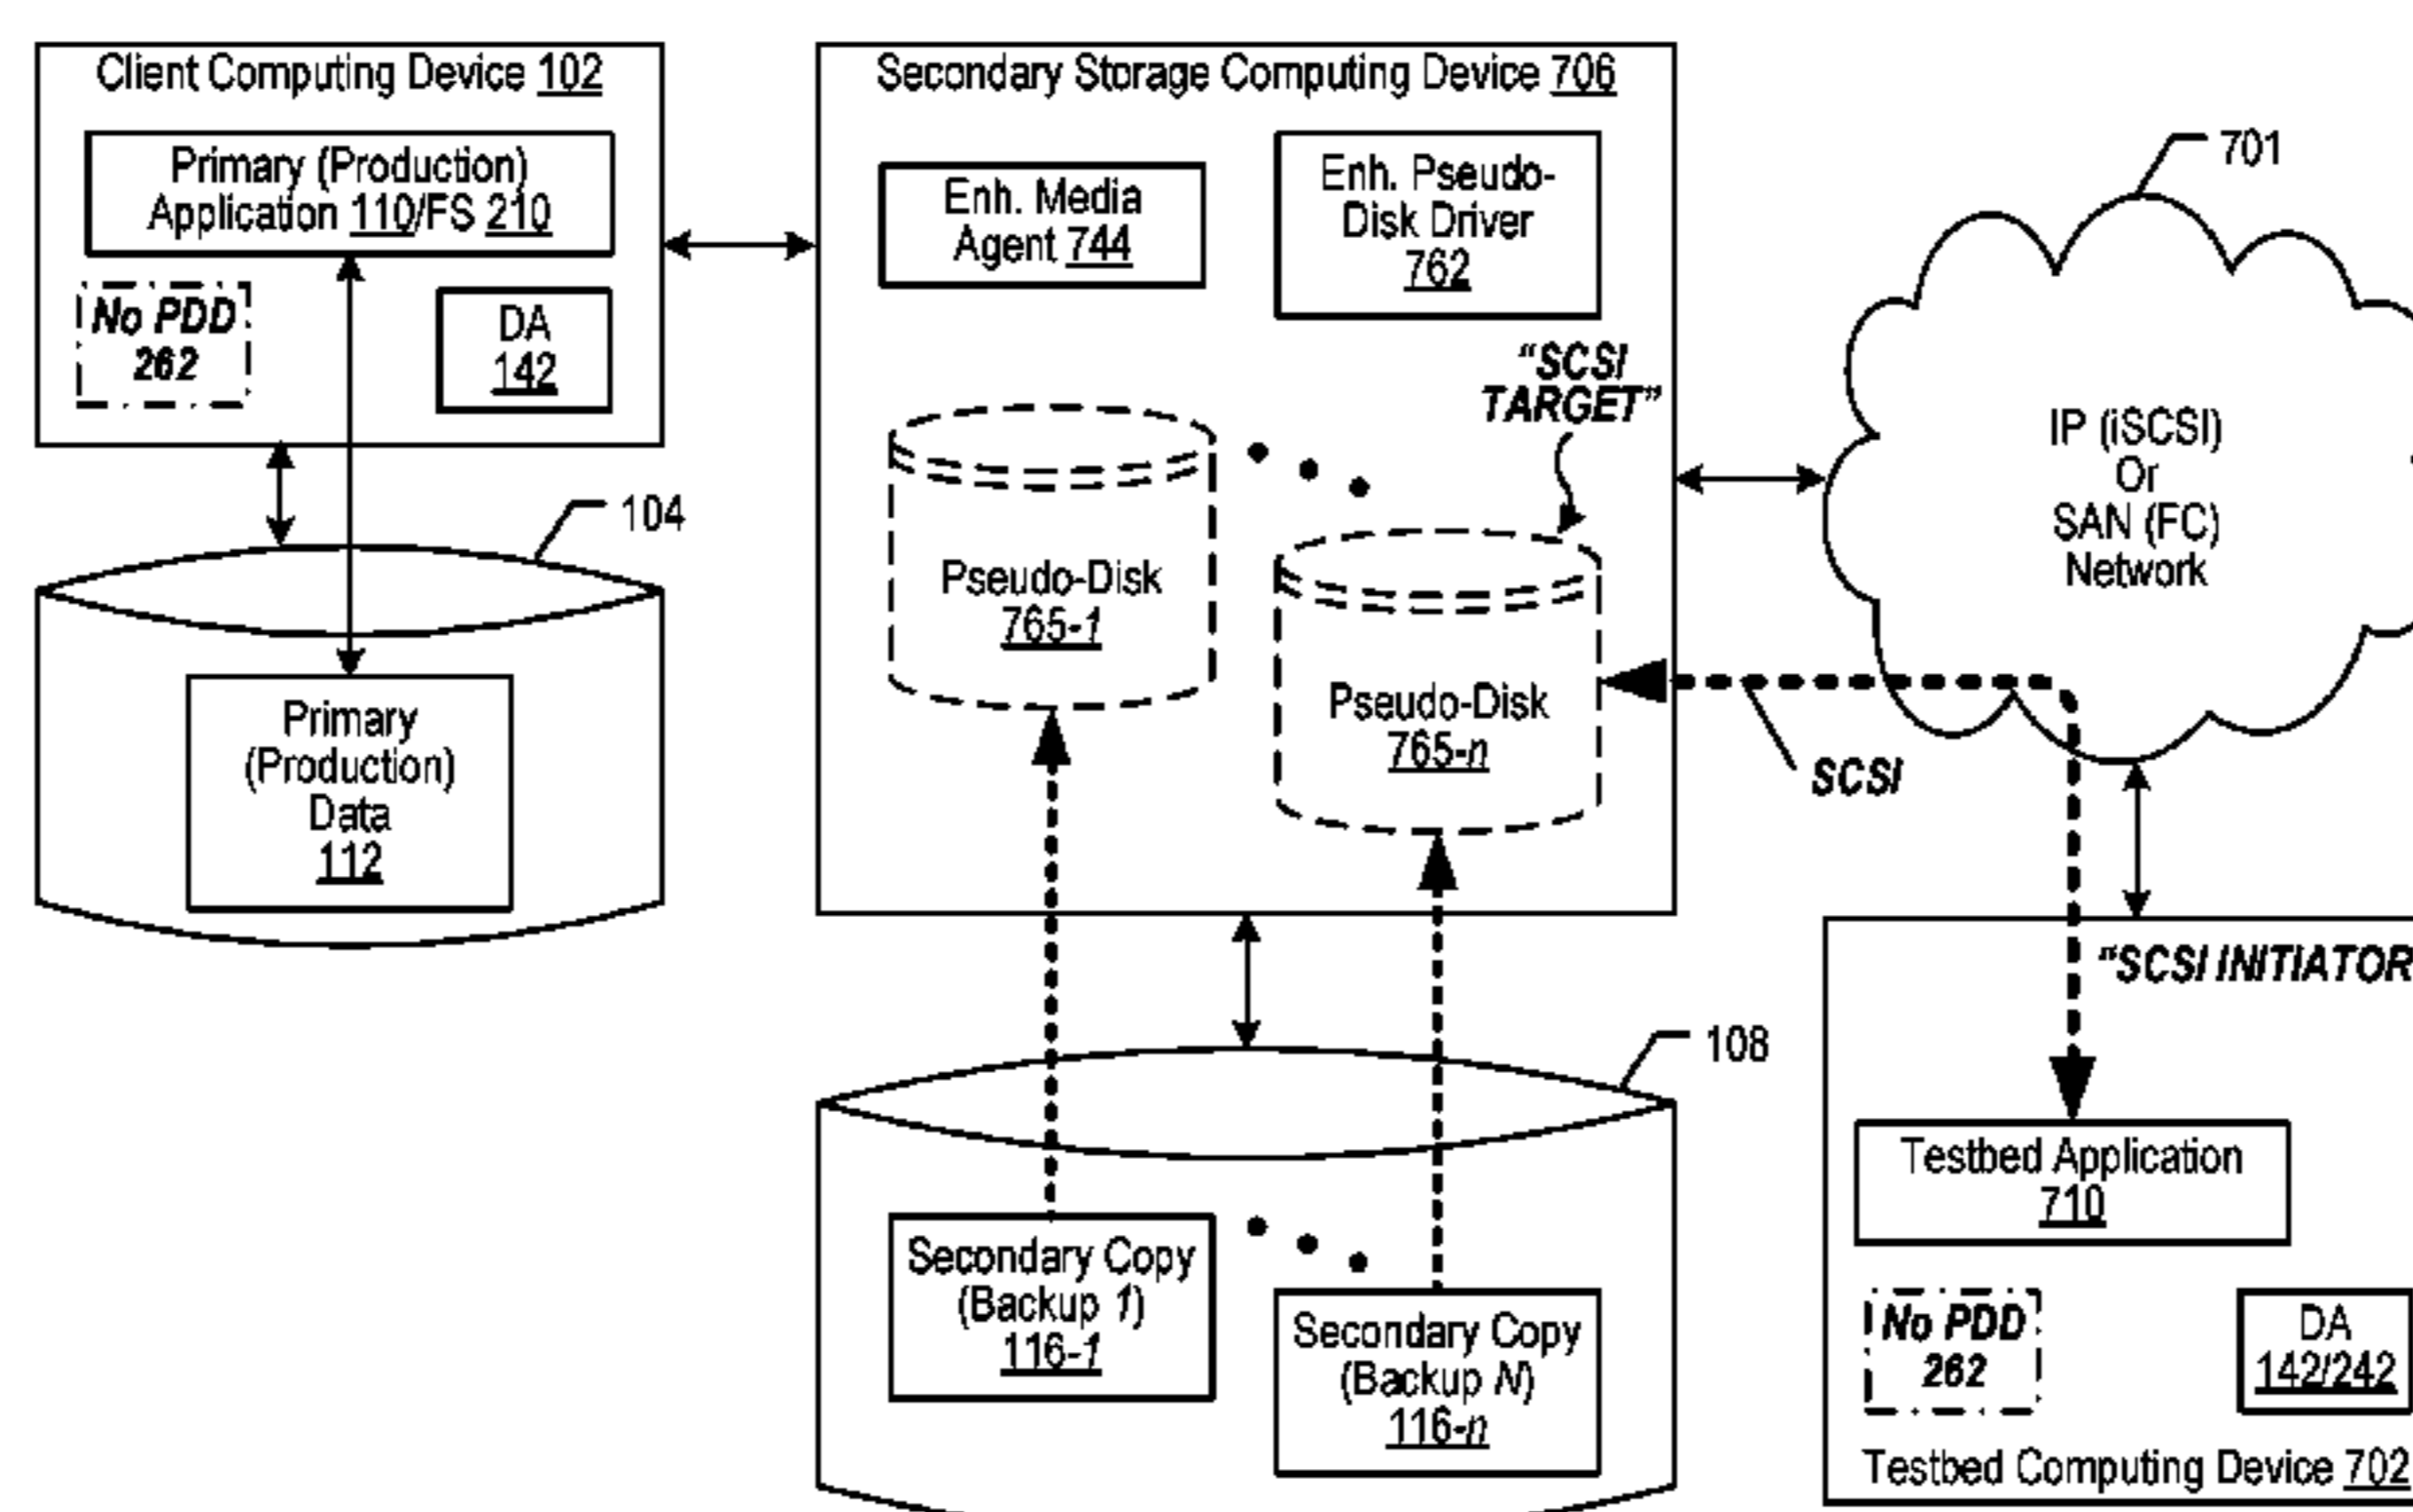 Client Computing Device 102
Primary (Production)
Application 110/FS 210
No PDD
262
DA
142
104
Primary
(Production)
Data
112
Secondary Storage Computing Device 706
Enh. Media
Agent 744
Enh. Pseudo-
Disk Driver
762
"SCSI
TARGET"
Pseudo-Disk
765-1
Pseudo-Disk
765-n
701
IP (iSCSI)
Or
SAN (FC)
Network
SCSI
108
Secondary Copy
(Backup 1)
116-1
Secondary Copy
(Backup N)
116-n
"SCSI INITIATOR
Testbed Application
710
No PDD
262
DA
142/242
Testbed Computing Device 702